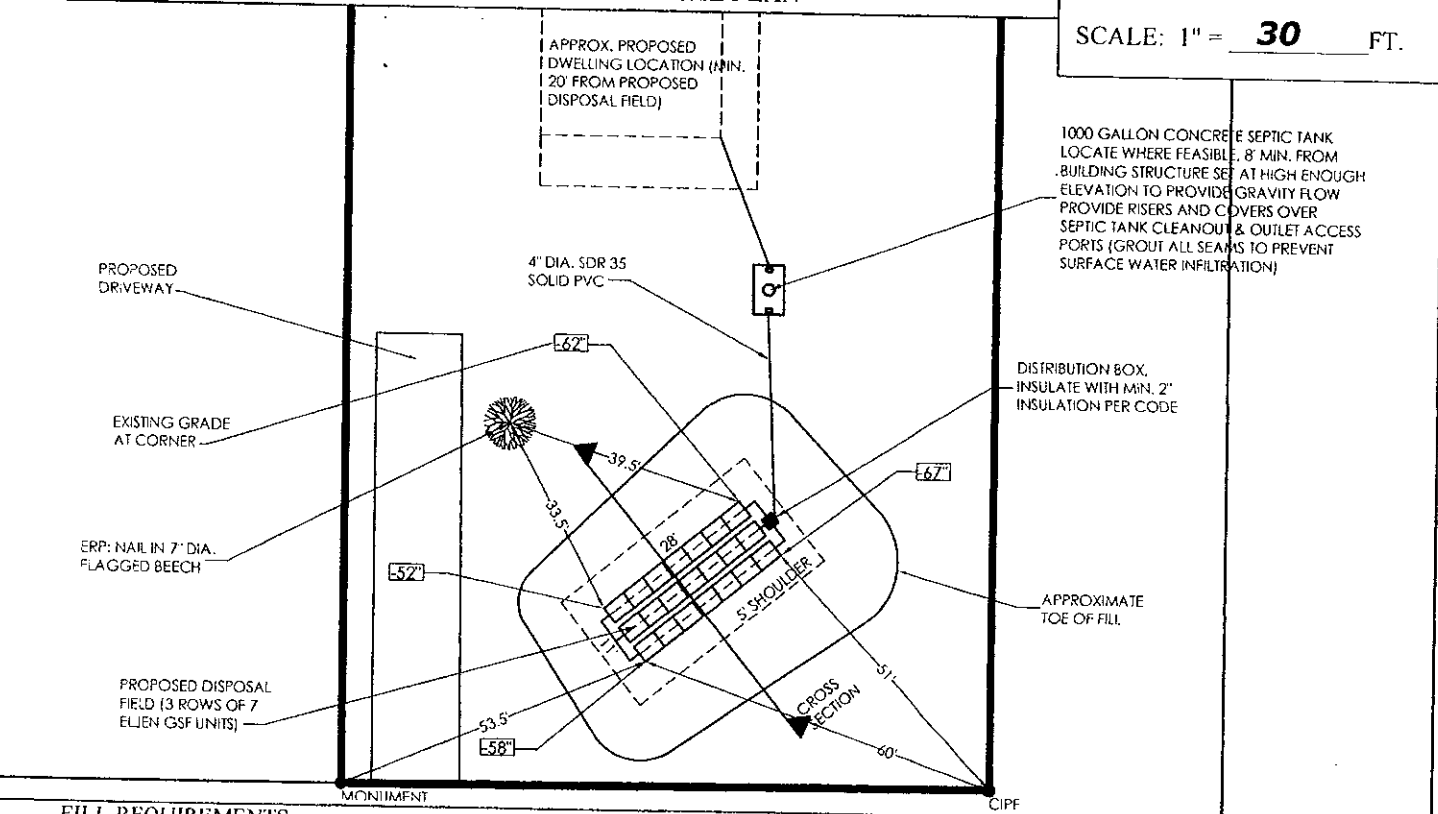 SCALE: 1" = 30 FT.
APPROX. PROPOSED
DWELLING LOCATION (MIN.
20' FROM PROPOSED
DISPOSAL FIELD)
1000 GALLON CONCRETE SEPTIC TANK
LOCATE WHERE FEASIBLE, 8' MIN. FROM
BUILDING STRUCTURE SET AT HIGH ENOUGH
ELEVATION TO PROVIDE GRAVITY FLOW
PROVIDE RISERS AND COVERS OVER
SEPTIC TANK CLEANOUT & OUTLET ACCESS
PORTS (GROUT ALL SEAMS TO PREVENT
SURFACE WATER INFILTRATION)
4" DIA. SDR 35
SOLID PVC
PROPOSED
DRIVEWAY
-62"
DISTRIBUTION BOX,
INSULATE WITH MIN. 2"
INSULATION PER CODE
EXISTING GRADE
AT CORNER
39.5'
-67"
33.5'
28'
ERP: NAIL IN 7" DIA.
FLAGGED BEECH
-52"
5' SHOULDER
11'
APPROXIMATE
TOE OF FILL
PROPOSED DISPOSAL
FIELD (3 ROWS OF 7
ELJEN GSF UNITS)
51'
CROSS
SECTION
53.5'
-58"
60'
MONUMENT
CIPF
FILL REQUIREMENTS